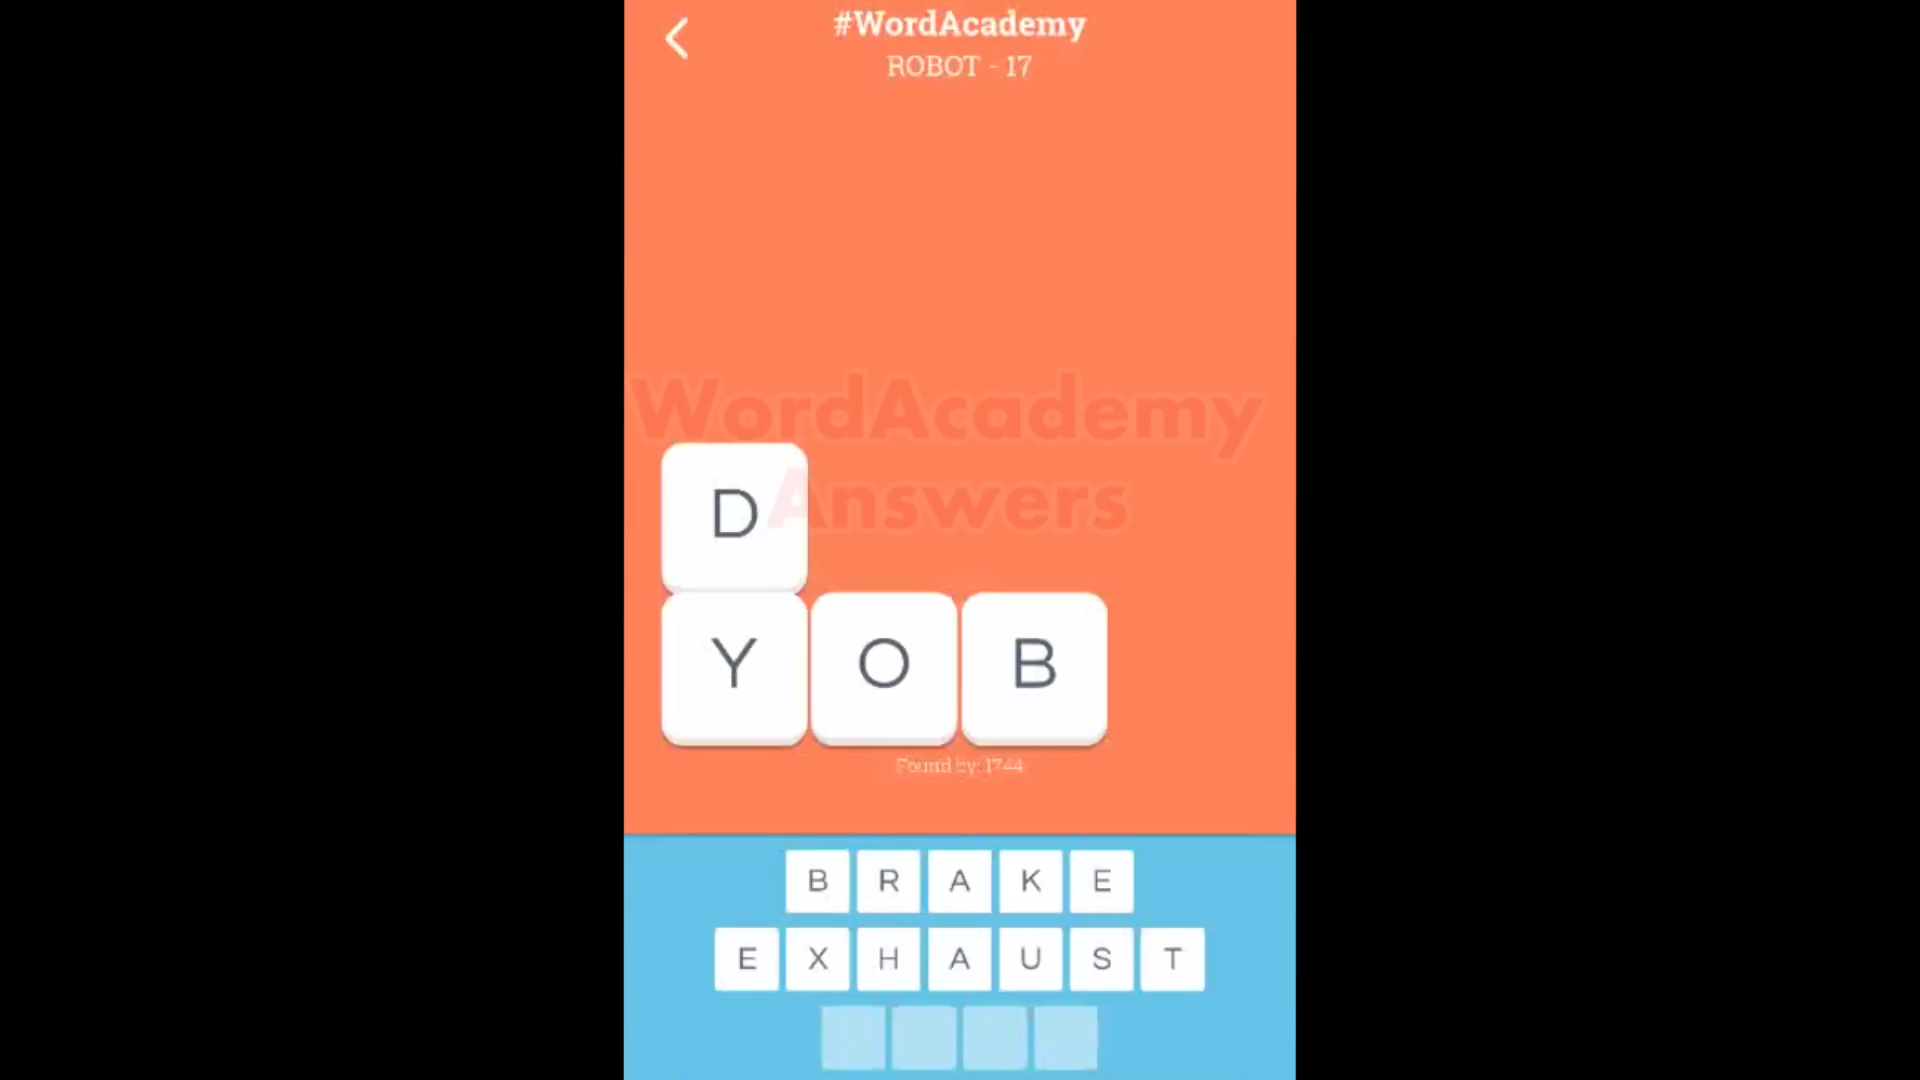 #WordAcademy
ROBOT - 17
WordAcademy
Answers
D
Y O B
Found by: 1744
B R A K E
E X H A U S T